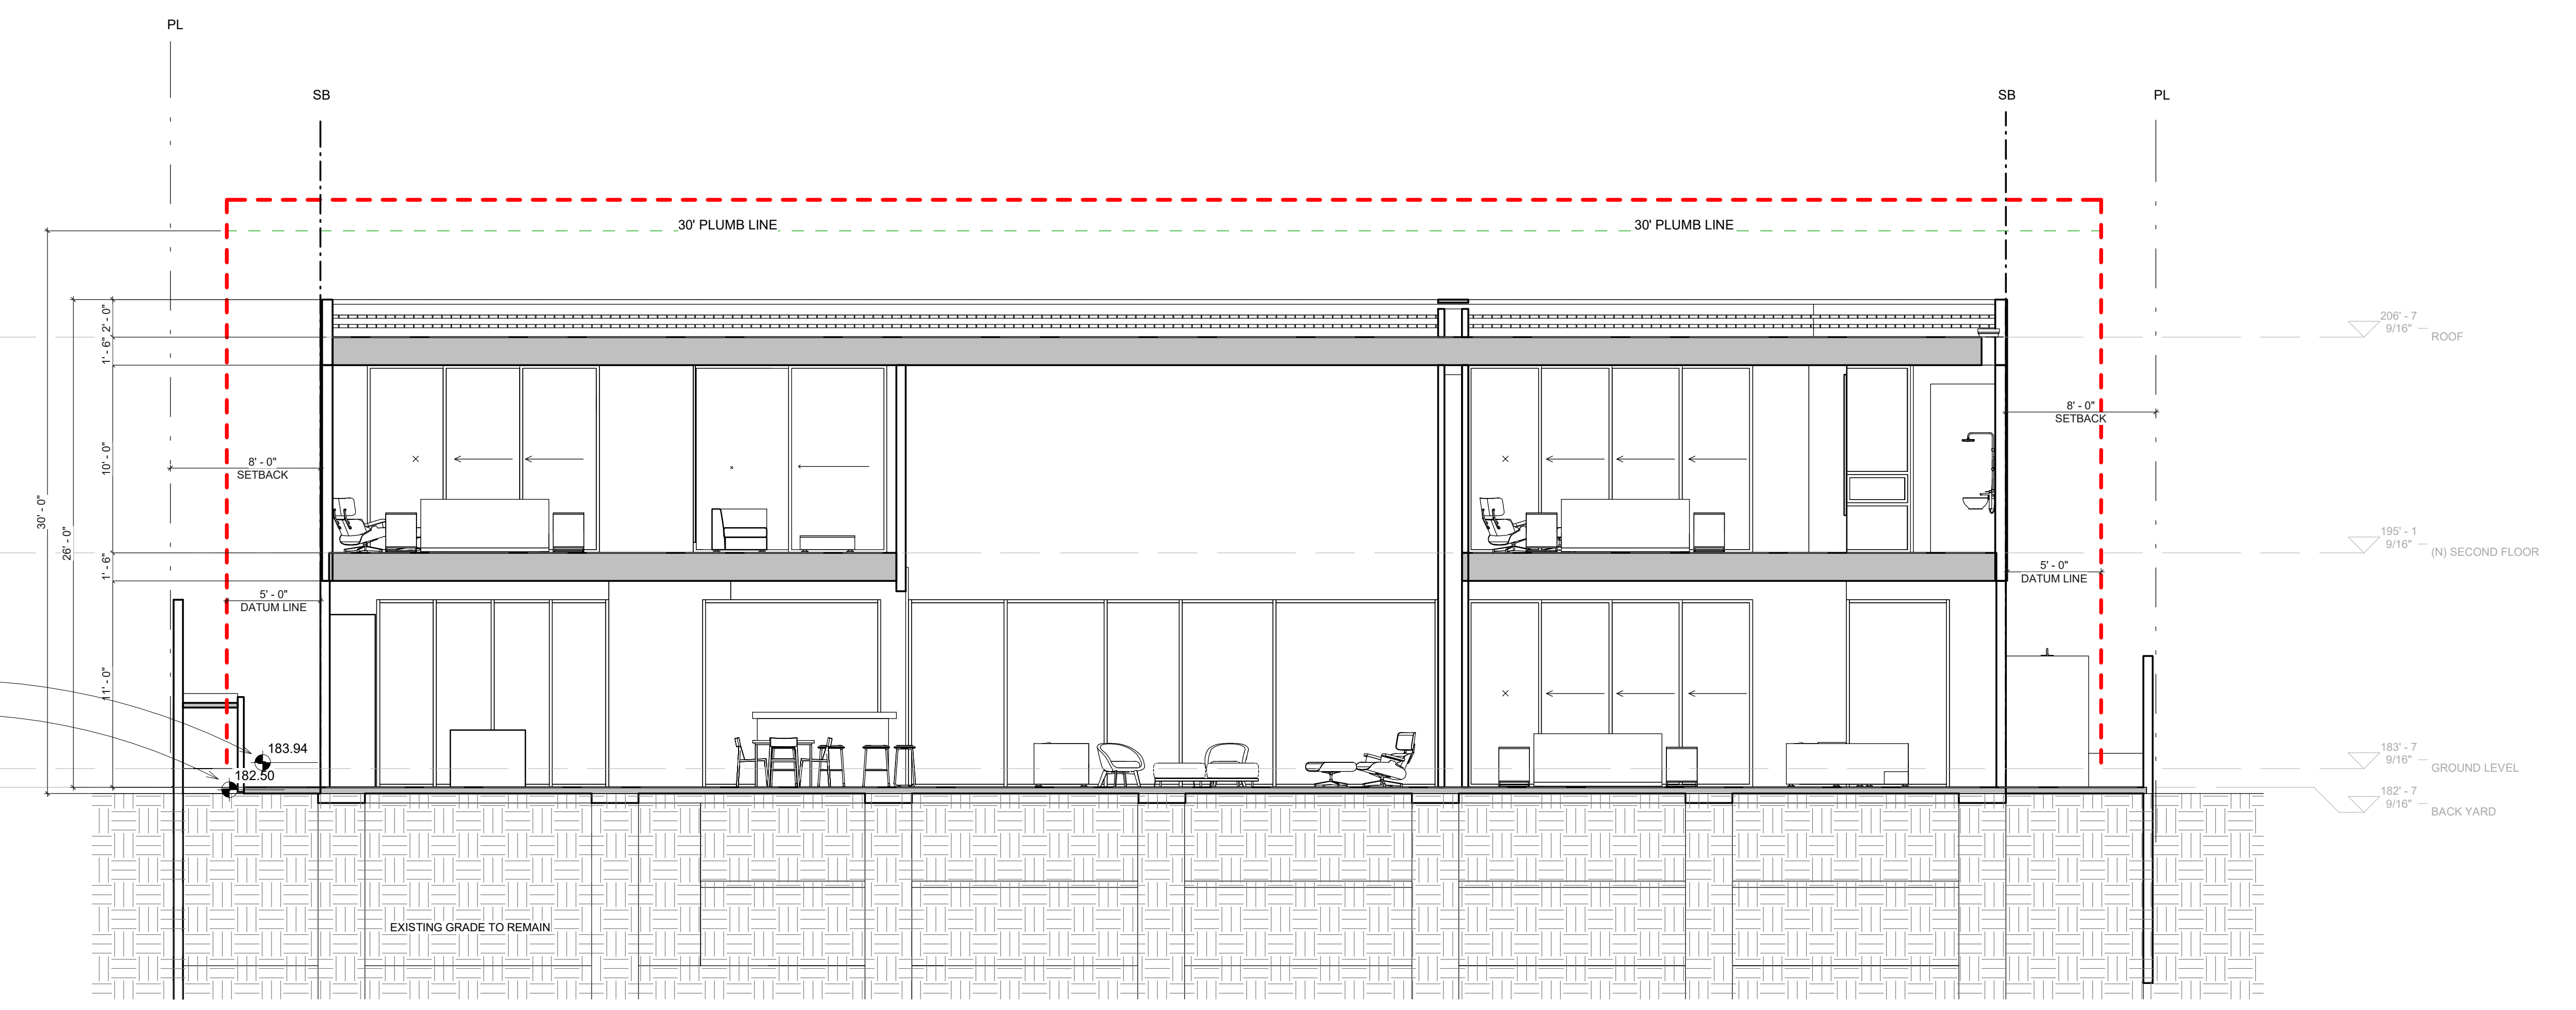 PL
SB
SB
PL
30' PLUMB LINE
30' PLUMB LINE
2' - 0"
1' - 6"
10' - 0"
1' - 6"
11' - 0"
26' - 0"
30' - 0"
8' - 0"
SETBACK
5' - 0"
DATUM LINE
183.94
182.50
8' - 0"
SETBACK
5' - 0"
DATUM LINE
206' - 7
9/16"
ROOF
195' - 1
9/16"
(N) SECOND FLOOR
183' - 7
9/16"
GROUND LEVEL
182' - 7
9/16"
BACK YARD
EXISTING GRADE TO REMAIN